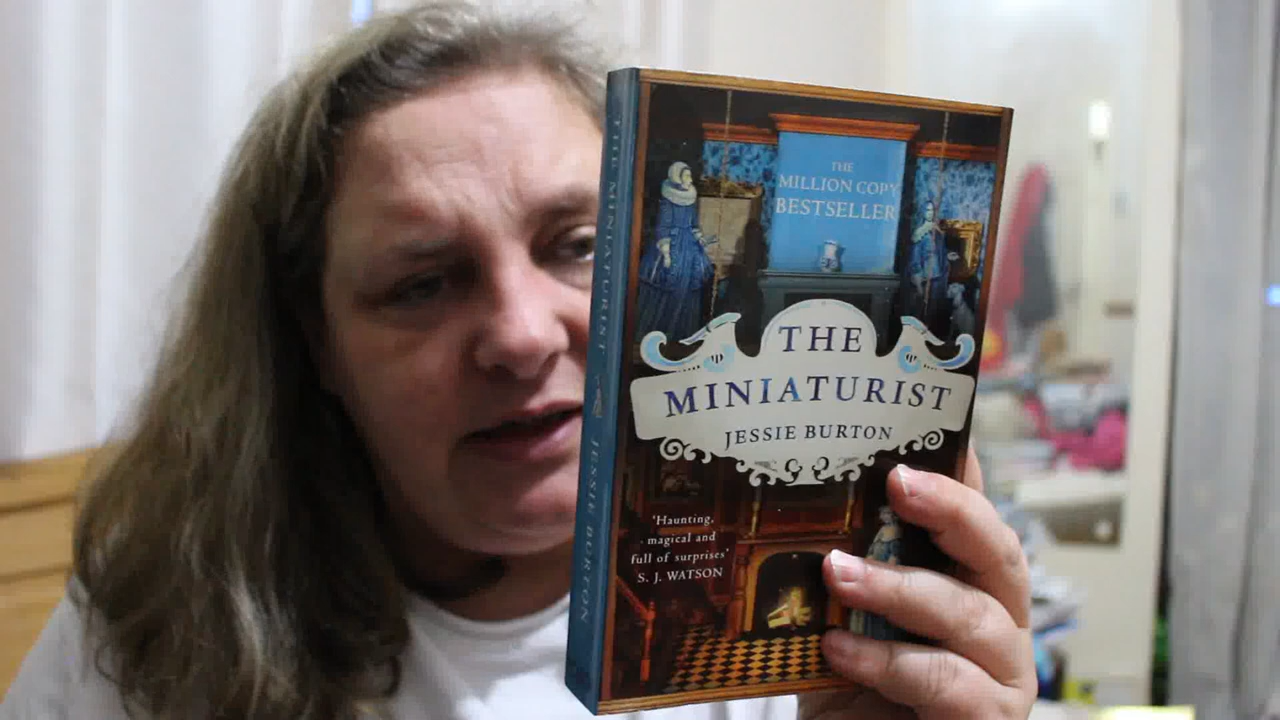 THE MINIATURIST JESSIE BURTON
THE
MILLION COPY
BESTSELLER
THE
MINIATURIST
JESSIE BURTON
'Haunting,
magical and
full of surprises'
S. J. WATSON